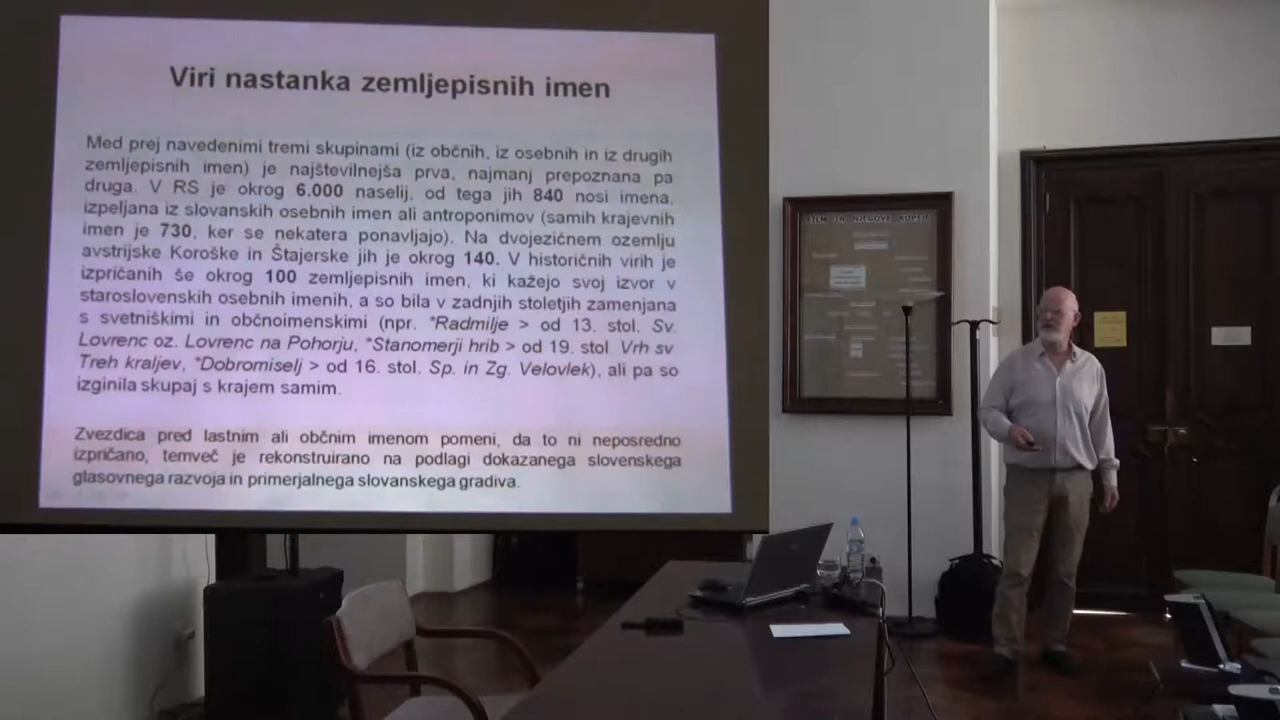 Viri nastanka zemljepisnih imen
Med prej navedenimi tremi skupinami (iz občnih, iz osebnih in iz drugih
zemljepisnih imen) je najštevilnejša prva, najmanj prepoznana pa
druga. V RS je okrog 6.000 naselij, od tega jih 840 nosi imena,
izpeljana iz slovanskih osebnih imen ali antroponimov (samih krajevnih
imen je 730, ker se nekatera ponavljajo). Na dvojezičnem ozemlju
avstrijske Koroške in Štajerske jih je okrog 140. V historičnih virih je
izpričanih še okrog 100 zemljepisnih imen, ki kažejo svoj izvor v
staroslovenskih osebnih imenih, a so bila v zadnjih stoletjih zamenjana
s svetniškimi in občnoimenskimi (npr. *Radmilje > od 13. stol. Sv.
Lovrenc oz. Lovrenc na Pohorju, *Stanomerji hrib > od 19. stol. Vrh sv
Treh kraljev, *Dobromiselj > od 16. stol. Sp. in Zg. Velovlek), ali pa so
izginila skupaj s krajem samim.
Zvezdica pred lastnim ali občnim imenom pomeni, da to ni neposredno
izpričano, temveč je rekonstruirano na podlagi dokazanega slovenskega
glasovnega razvoja in primerjalnega slovanskega gradiva.
FILM IN NJEGOVE KOPIJE